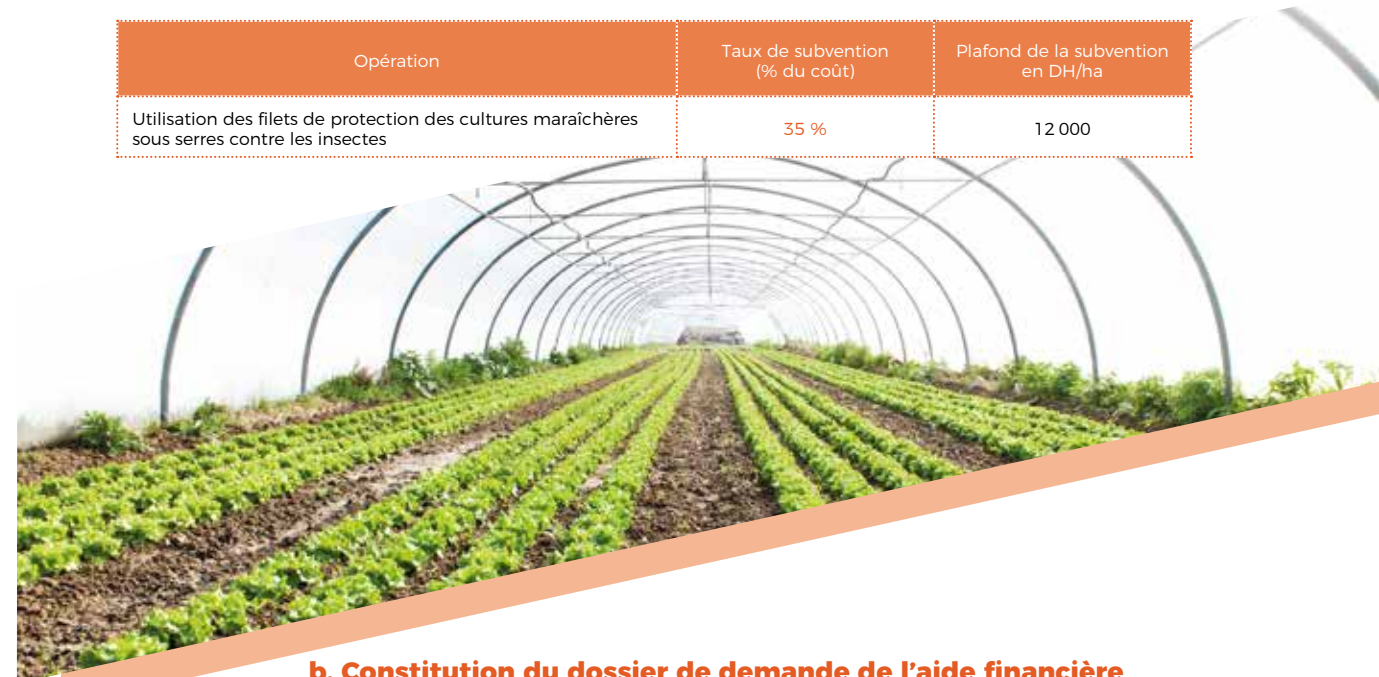 Opération
Taux de subvention
(% du coût)
Plafond de la subvention
en DH/ha
Utilisation des filets de protection des cultures maraîchères
sous serres contre les insectes
35 %
12 000
b. Constitution du dossier de demande de l'aide financière